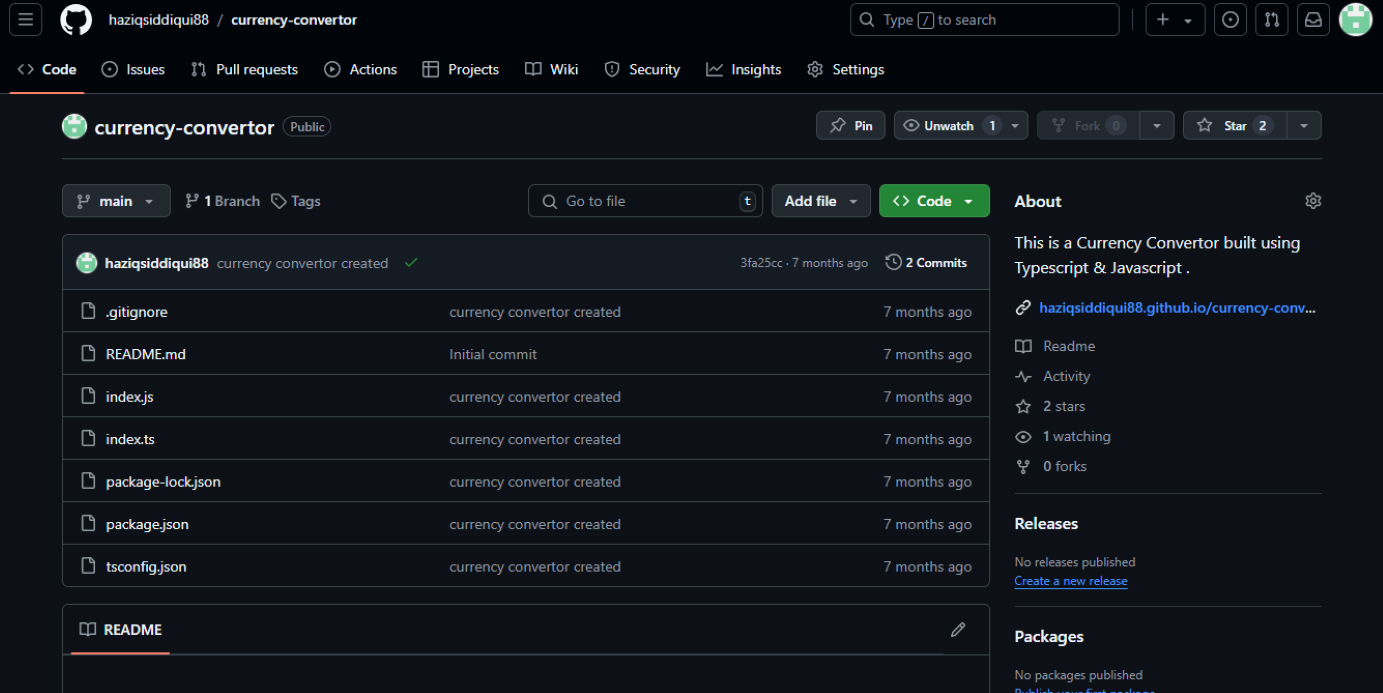 haziqsiddiqui88 / currency-convertor
Type / to search
Code
Issues
Pull requests
Actions
Projects
Wiki
Security
Insights
Settings
currency-convertor Public
Pin
Unwatch 1
Fork 0
Star 2
main
1 Branch
Tags
Go to file t
Add file
Code
haziqsiddiqui88 currency convertor created 3fa25cc · 7 months ago 2 Commits
.gitignore currency convertor created 7 months ago
README.md Initial commit 7 months ago
index.js currency convertor created 7 months ago
index.ts currency convertor created 7 months ago
package-lock.json currency convertor created 7 months ago
package.json currency convertor created 7 months ago
tsconfig.json currency convertor created 7 months ago
README
About
This is a Currency Convertor built using
Typescript & Javascript .
haziqsiddiqui88.github.io/currency-conv...
Readme
Activity
2 stars
1 watching
0 forks
Releases
No releases published
Create a new release
Packages
No packages published
Publish your first package